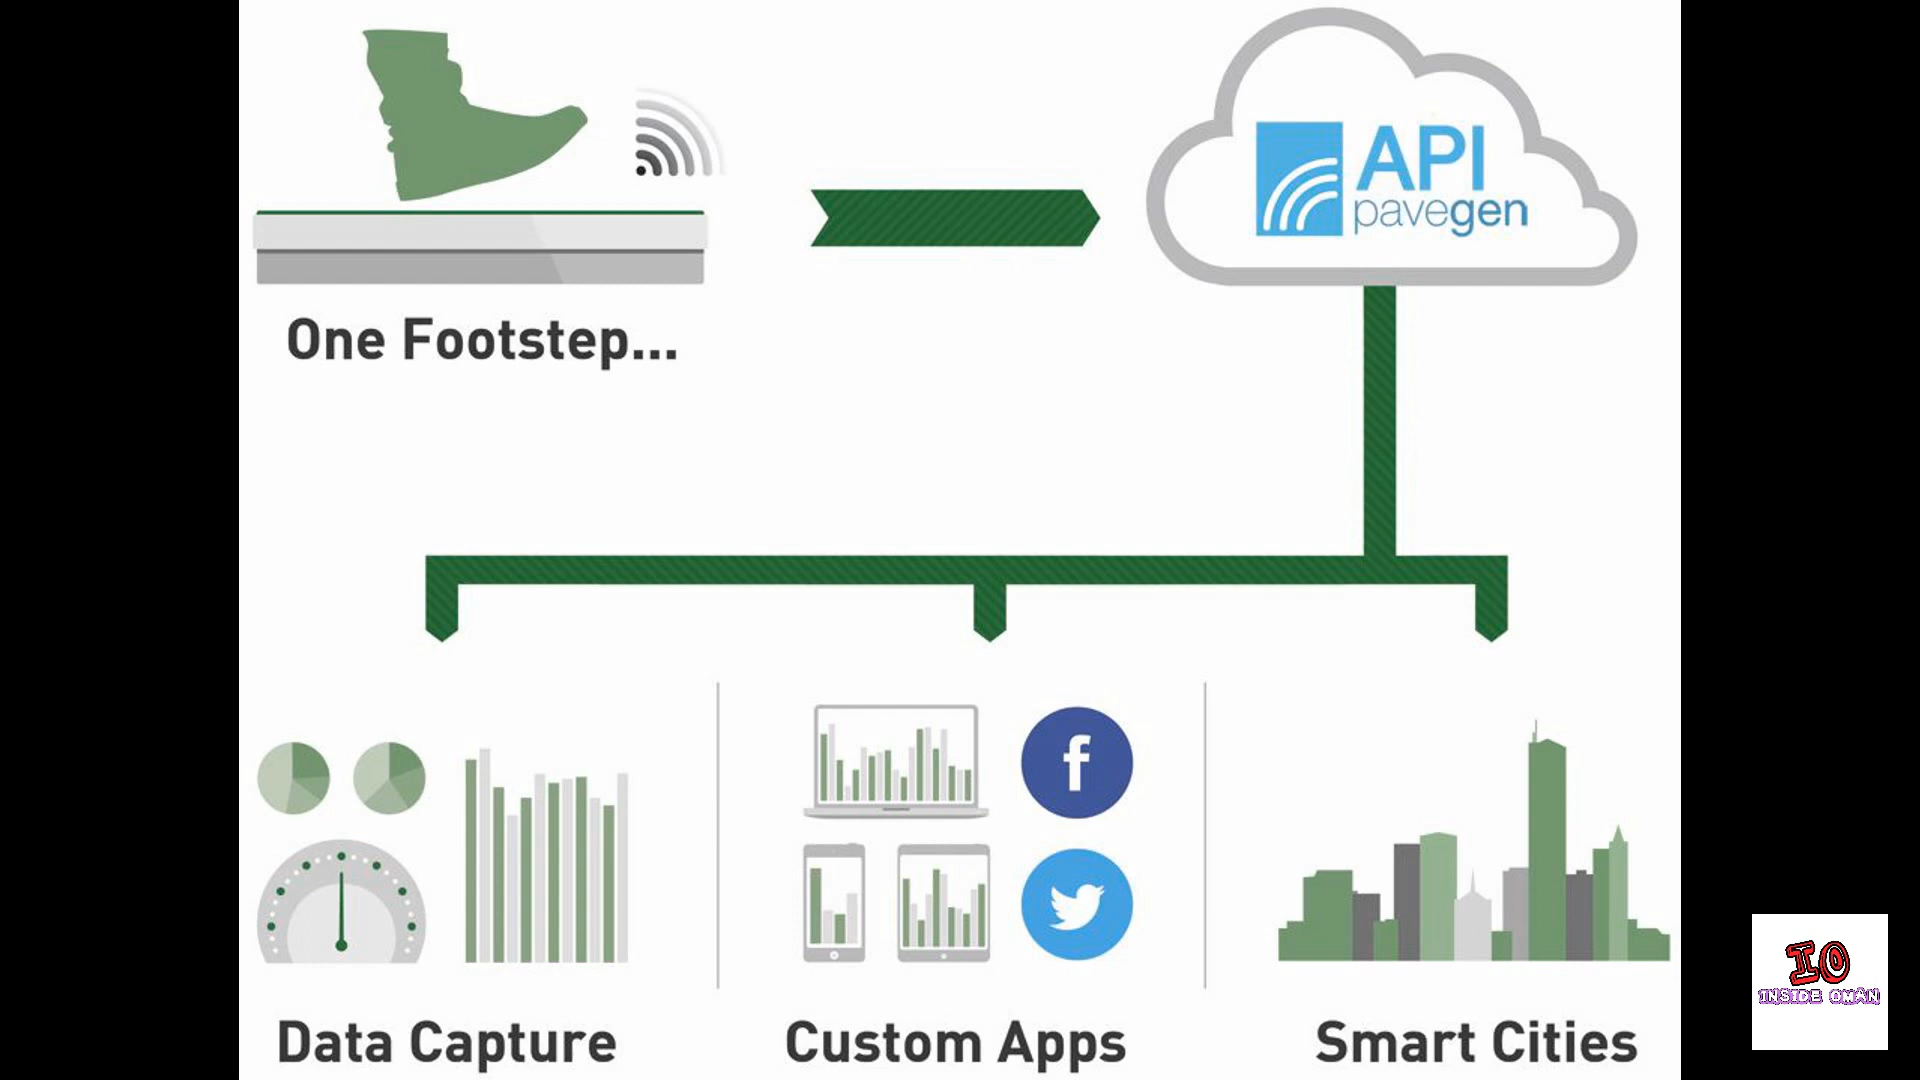 API
pavegen
One Footstep...
f
Data Capture
Custom Apps
Smart Cities
IO
INSIDE OMAN